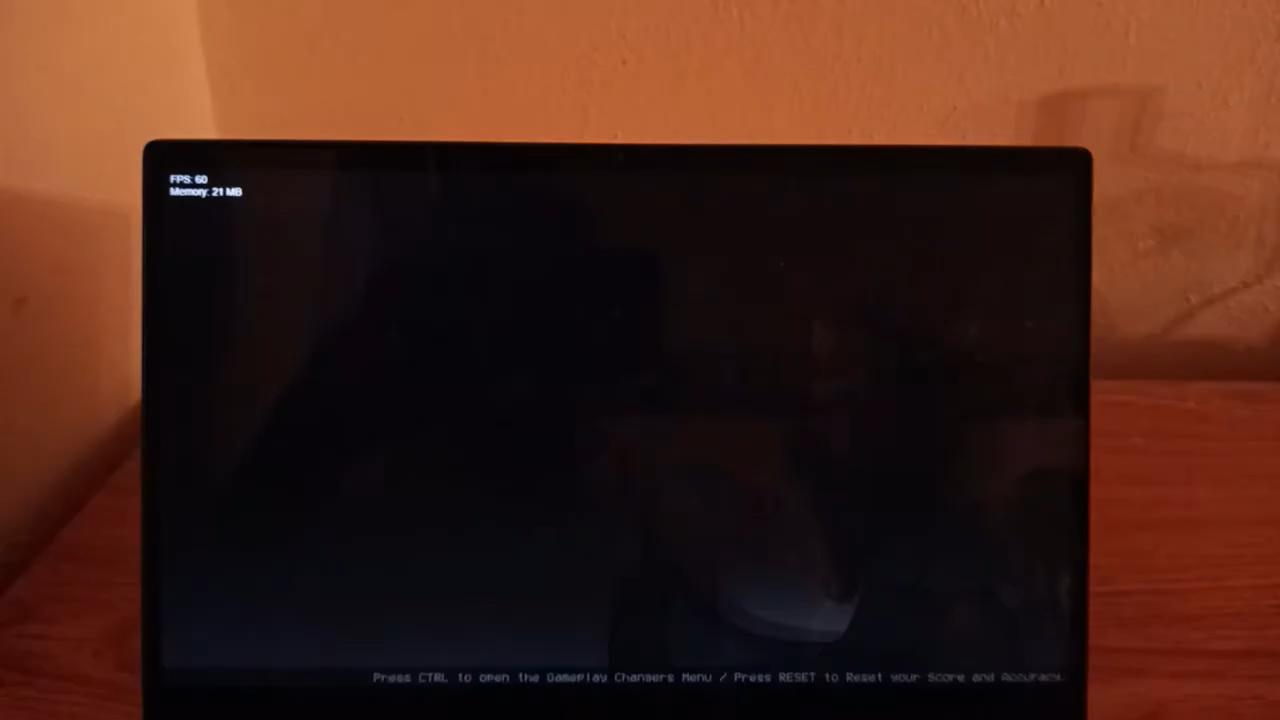 FPS: 60
Memory: 21 MB
Press CTRL to open the Gameplay Changers Menu / Press RESET to Reset your Score and Accuracy.